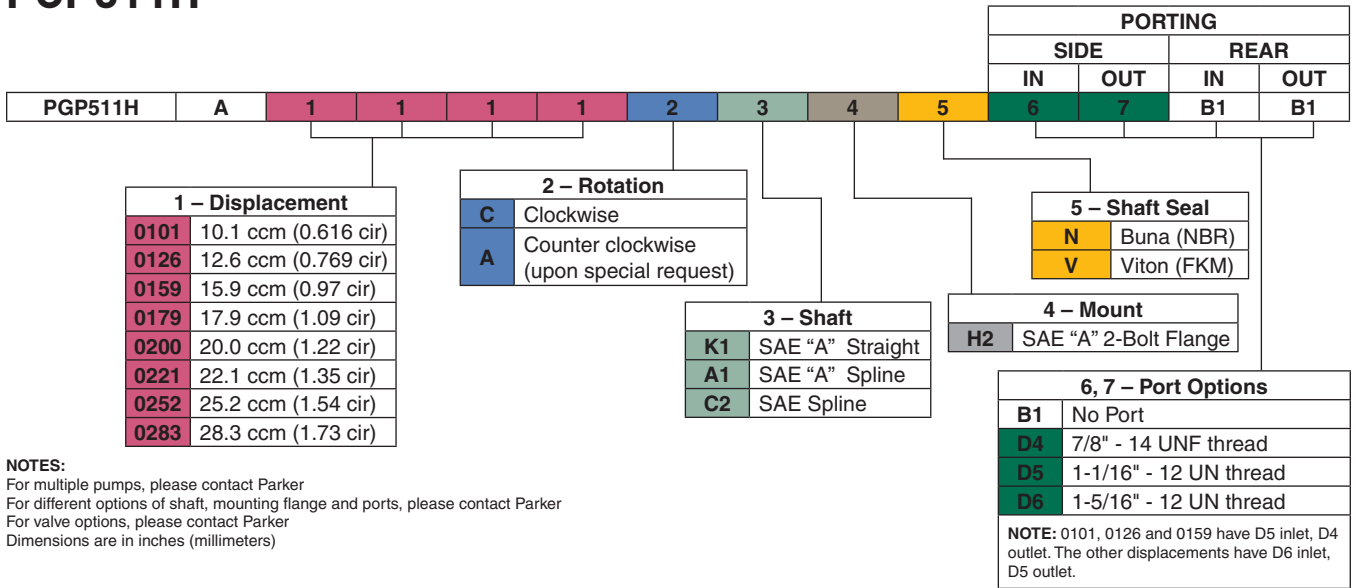 PORTING
SIDE REAR
IN OUT IN OUT
PGP511H A 1 1 1 1 2 3 4 5 6 7 B1 B1
1 – Displacement
0101 10.1 ccm (0.616 cir)
0126 12.6 ccm (0.769 cir)
0159 15.9 ccm (0.97 cir)
0179 17.9 ccm (1.09 cir)
0200 20.0 ccm (1.22 cir)
0221 22.1 ccm (1.35 cir)
0252 25.2 ccm (1.54 cir)
0283 28.3 ccm (1.73 cir)
2 – Rotation
C Clockwise
A Counter clockwise
(upon special request)
3 – Shaft
K1 SAE “A” Straight
A1 SAE “A” Spline
C2 SAE Spline
4 – Mount
H2 SAE “A” 2-Bolt Flange
5 – Shaft Seal
N Buna (NBR)
V Viton (FKM)
6, 7 – Port Options
B1 No Port
D4 7/8" - 14 UNF thread
D5 1-1/16" - 12 UN thread
D6 1-5/16" - 12 UN thread
NOTE: 0101, 0126 and 0159 have D5 inlet, D4
outlet. The other displacements have D6 inlet,
D5 outlet.
NOTES:
For multiple pumps, please contact Parker
For different options of shaft, mounting flange and ports, please contact Parker
For valve options, please contact Parker
Dimensions are in inches (millimeters)